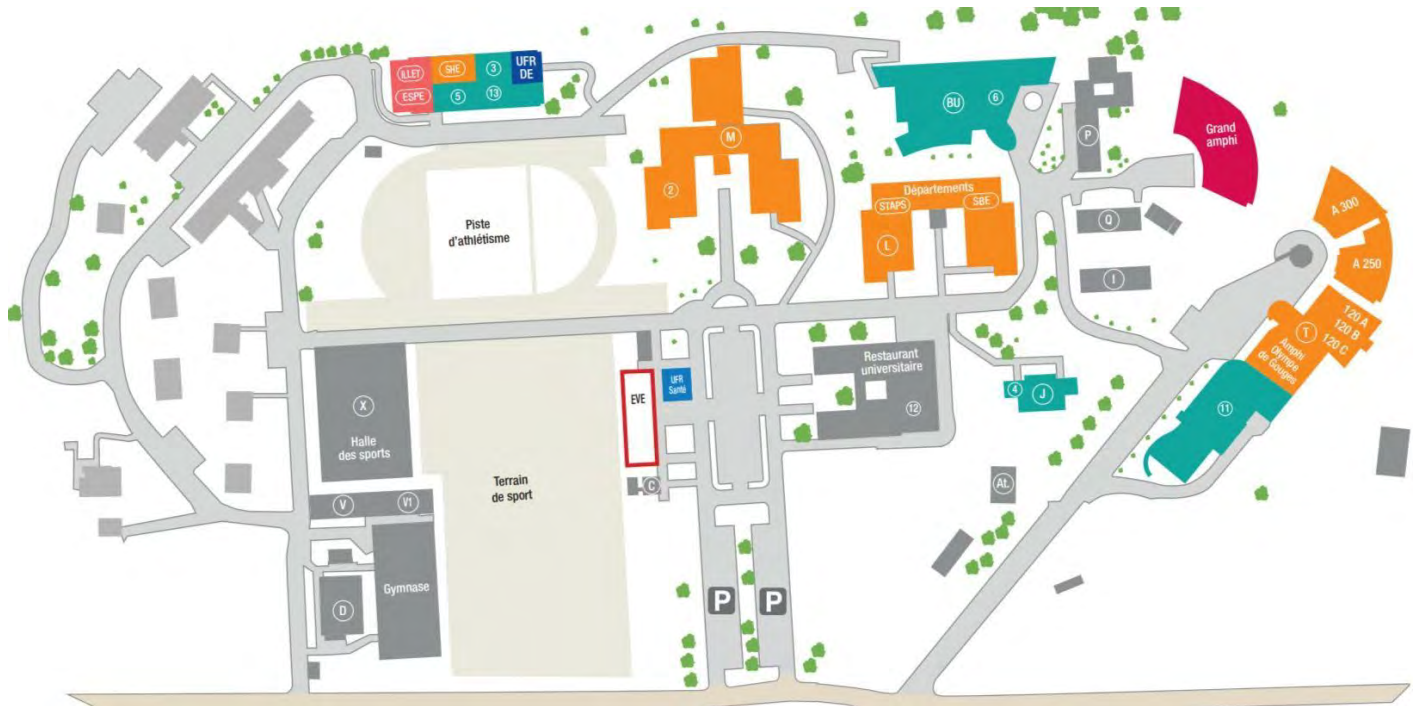 ILLET
SHE
3
UFR
DE
ESPE
5
13
M
2
BU
6
P
Grand
amphi
Départements
STAPS
SBE
L
Q
I
A 300
A 250
Piste
d'athlétisme
T
120 A
120 B
120 C
Amphi
Olympe
de Gouges
11
Restaurant
universitaire
12
4
J
UFR
Santé
EVE
C
X
Halle
des sports
Terrain
de sport
V
V1
At.
Gymnase
D
P
P